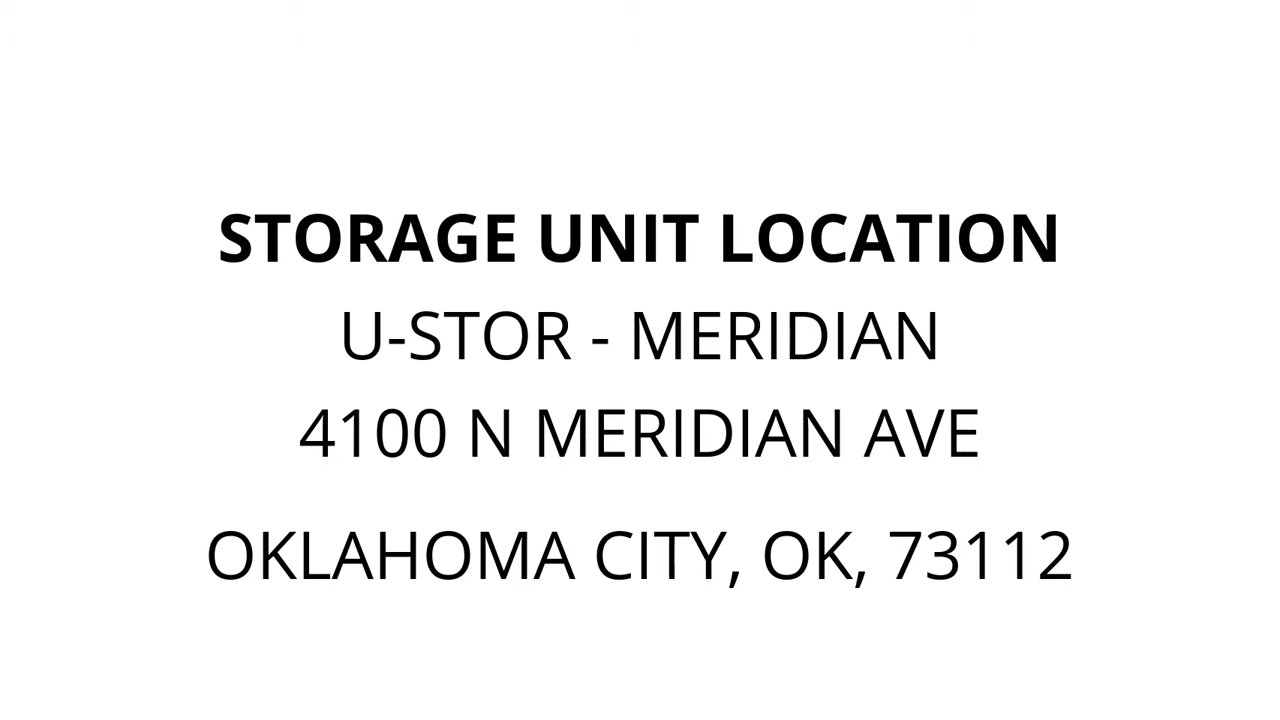 STORAGE UNIT LOCATION
U-STOR - MERIDIAN
4100 N MERIDIAN AVE
OKLAHOMA CITY, OK, 73112